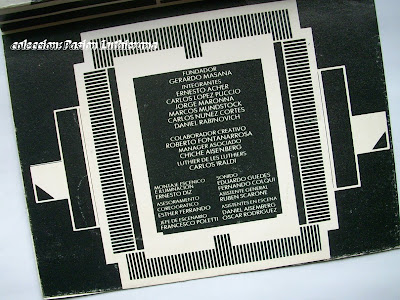 coleccion: Pasion Lutherana
FUNDADOR
GERARDO MASANA
INTEGRANTES
ERNESTO ACHER
CARLOS LOPEZ PUCCIO
JORGE MARONNA
MARCOS MUNDSTOCK
CARLOS NUÑEZ CORTES
DANIEL RABINOVICH
COLABORADOR CREATIVO
ROBERTO FONTANARROSA
MANAGER ASOCIADO
CHICHE AISENBERG
LUTHIER DE LES LUTHIERS
CARLOS IRALDI
MONTAJE ESCENICO
E ILUMINACION
ERNESTO DIZ
ASESORAMIENTO
COREOGRAFICO
ESTHER FERRANDO
JEFE DE ESCENARIO
FRANCESCO POLETTI
SONIDO
EDUARDO GUEDES
FERNANDO COLQUI
ASISTENTE GENERAL
RUBEN SCARONE
ASISTENTES EN ESCENA
DANIEL AISEMBERG
OSCAR RODRIGUEZ